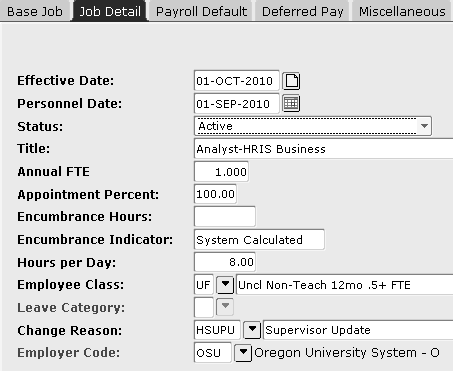 Base Job Job Detail Payroll Default Deferred Pay Miscellaneous
Effective Date: 01-OCT-2010
Personnel Date: 01-SEP-2010
Status: Active
Title: Analyst-HRIS Business
Annual FTE 1.000
Appointment Percent: 100.00
Encumbrance Hours:
Encumbrance Indicator: System Calculated
Hours per Day: 8.00
Employee Class: UF Uncl Non-Teach 12mo .5+ FTE
Leave Category:
Change Reason: HSUPU Supervisor Update
Employer Code: OSU Oregon University System - O